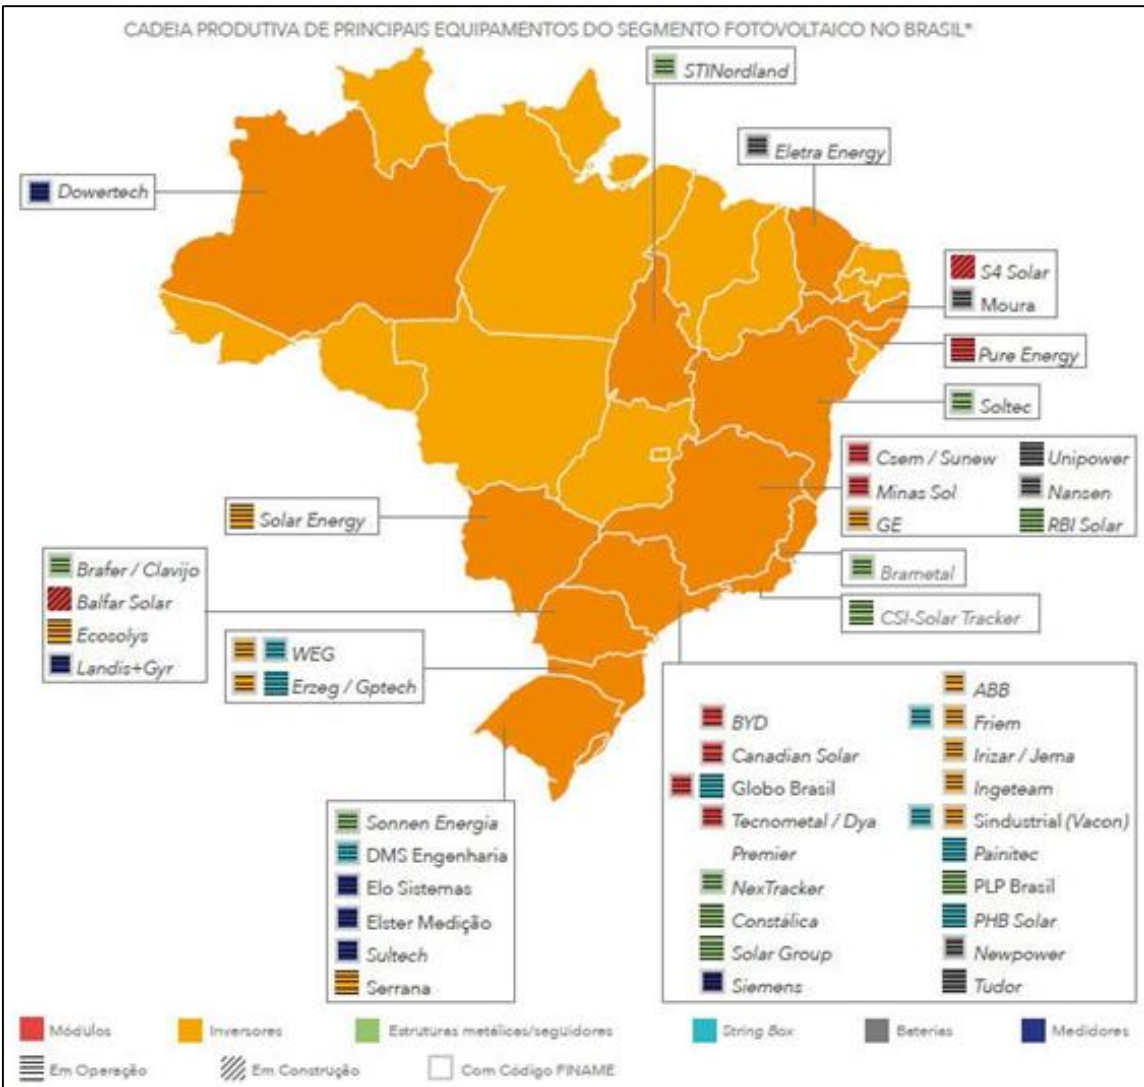 CADEIA PRODUTIVA DE PRINCIPAIS EQUIPAMENTOS DO SEGMENTO FOTOVOLTAICO NO BRASIL*
STINordland
Eletra Energy
Dowertech
S4 Solar
Moura
Pure Energy
Soltec
Csem / Sunew
Unipower
Minas Sol
Nansen
GE
RBI Solar
Solar Energy
Brametal
CSI-Solar Tracker
Brafer / Clavijo
Balfar Solar
Ecosolys
Landis+Gyr
WEG
Erzeg / Gptech
BYD
Canadian Solar
Globo Brasil
Tecnometal / Dya
Premier
NexTracker
Constálica
Solar Group
Siemens
ABB
Friem
Irizar / Jema
Ingeteam
Sindustrial (Vacon)
Painitec
PLP Brasil
PHB Solar
Newpower
Tudor
Sonnen Energia
DMS Engenharia
Elo Sistemas
Elster Medição
Sultech
Serrana
Módulos
Inversores
Estruturas metálicas/seguidores
String Box
Baterias
Medidores
Em Operação
Em Construção
Com Código FINAME